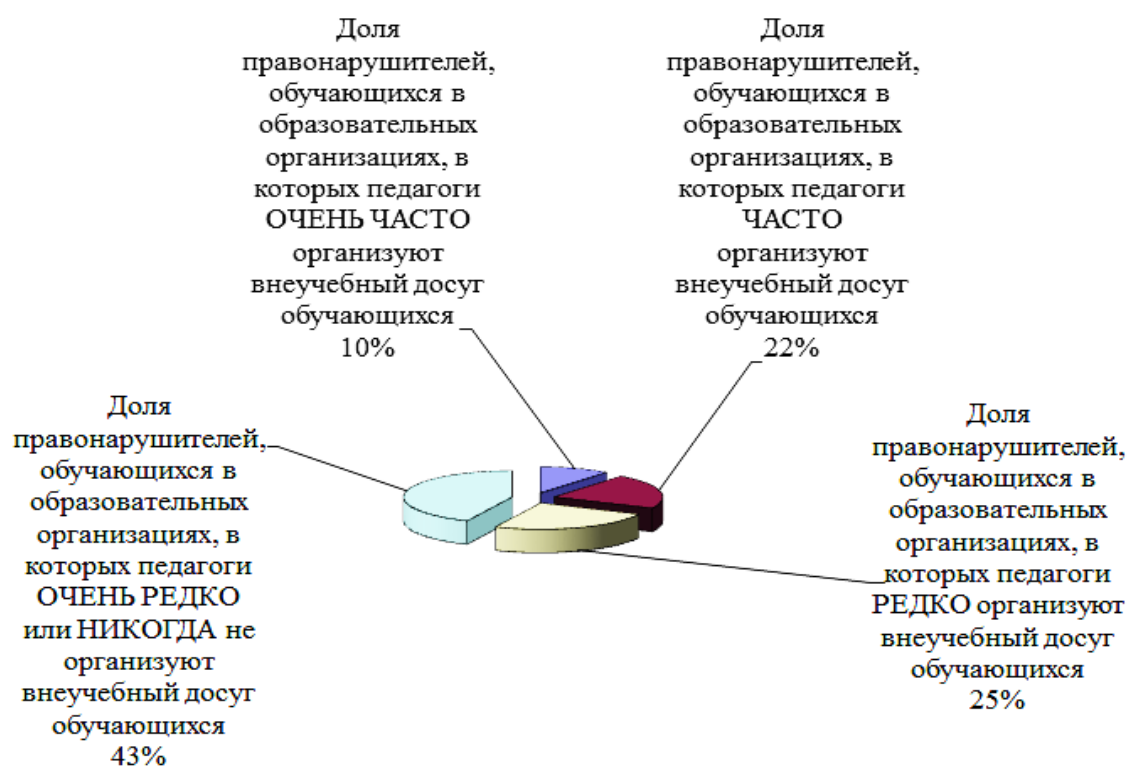 Доля
правонарушителей,
обучающихся в
образовательных
организациях, в
которых педагоги
ОЧЕНЬ ЧАСТО
организуют
внеучебный досуг
обучающихся
10%
Доля
правонарушителей,
обучающихся в
образовательных
организациях, в
которых педагоги
ЧАСТО
организуют
внеучебный досуг
обучающихся
22%
Доля
правонарушителей,
обучающихся в
образовательных
организациях, в
которых педагоги
ОЧЕНЬ РЕДКО
или НИКОГДА не
организуют
внеучебный досуг
обучающихся
43%
Доля
правонарушителей,
обучающихся в
образовательных
организациях, в
которых педагоги
РЕДКО организуют
внеучебный досуг
обучающихся
25%